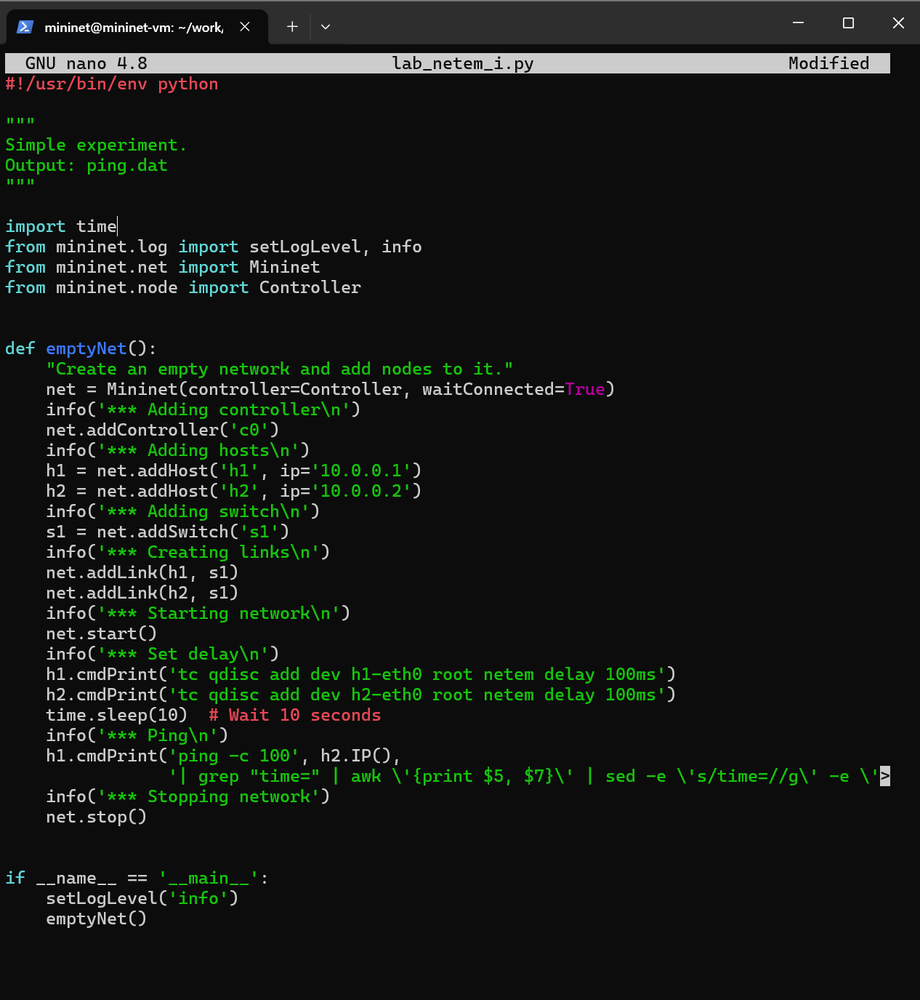 mininet@mininet-vm: ~/work/
GNU nano 4.8 lab_netem_i.py Modified
#!/usr/bin/env python
"""
Simple experiment.
Output: ping.dat
"""
import time
from mininet.log import setLogLevel, info
from mininet.net import Mininet
from mininet.node import Controller
def emptyNet():
    "Create an empty network and add nodes to it."
    net = Mininet(controller=Controller, waitConnected=True)
    info('*** Adding controller\n')
    net.addController('c0')
    info('*** Adding hosts\n')
    h1 = net.addHost('h1', ip='10.0.0.1')
    h2 = net.addHost('h2', ip='10.0.0.2')
    info('*** Adding switch\n')
    s1 = net.addSwitch('s1')
    info('*** Creating links\n')
    net.addLink(h1, s1)
    net.addLink(h2, s1)
    info('*** Starting network\n')
    net.start()
    info('*** Set delay\n')
    h1.cmdPrint('tc qdisc add dev h1-eth0 root netem delay 100ms')
    h2.cmdPrint('tc qdisc add dev h2-eth0 root netem delay 100ms')
    time.sleep(10)  # Wait 10 seconds
    info('*** Ping\n')
    h1.cmdPrint('ping -c 100', h2.IP(),
                '| grep "time=" | awk \'{print $5, $7}\' | sed -e \'s/time=//g\' -e \'>
    info('*** Stopping network')
    net.stop()
if __name__ == '__main__':
    setLogLevel('info')
    emptyNet()